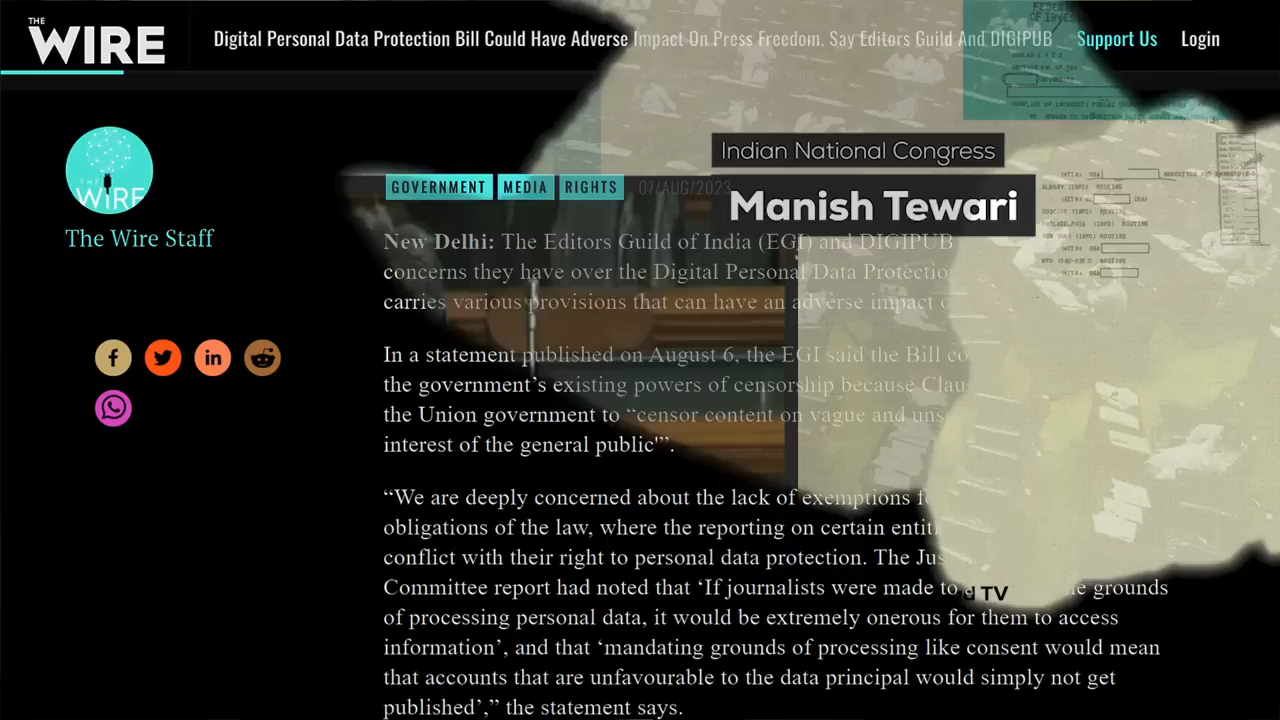 THE
WIRE
Digital Personal Data Protection Bill Could Have Adverse Impact On Press Freedom, Say Editors Guild And DIGIPUB
Support Us
Login
Indian National Congress
Manish Tewari
THE
WIRE
The Wire Staff
GOVERNMENT
MEDIA
RIGHTS
07/AUG/2023
New Delhi: The Editors Guild of India (EGI) and DIGIPUB
concerns they have over the Digital Personal Data Protectio
carries various provisions that can have an adverse impact
In a statement published on August 6, the EGI said the Bill co
the government's existing powers of censorship because Claus
the Union government to “censor content on vague and uns
interest of the general public'”.
“We are deeply concerned about the lack of exemptions f
obligations of the law, where the reporting on certain entit
conflict with their right to personal data protection. The Jus
Committee report had noted that ‘If journalists were made to
grounds
TV
of processing personal data, it would be extremely onerous for them to access
information’, and that ‘mandating grounds of processing like consent would mean
that accounts that are unfavourable to the data principal would simply not get
published’,” the statement says.